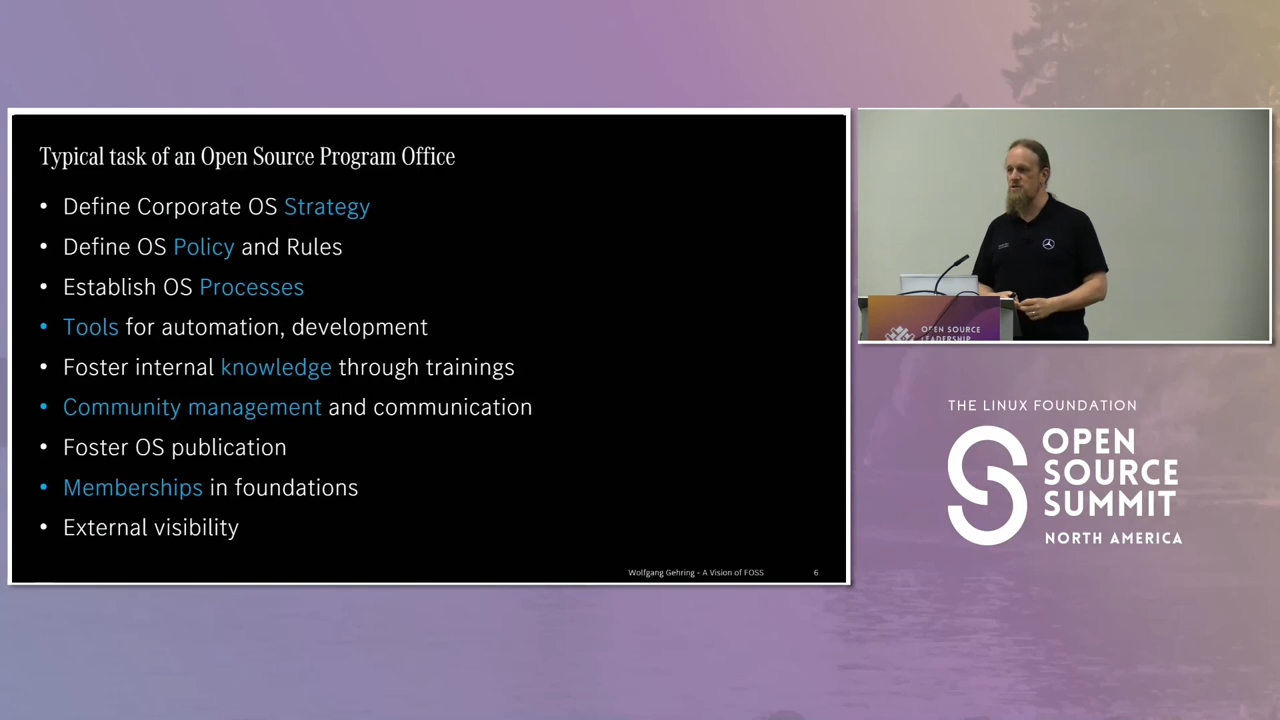 Typical task of an Open Source Program Office
• Define Corporate OS Strategy
• Define OS Policy and Rules
• Establish OS Processes
• Tools for automation, development
• Foster internal knowledge through trainings
• Community management and communication
• Foster OS publication
• Memberships in foundations
• External visibility
Wolfgang Gehring - A Vision of FOSS
6
OPEN SOURCE
LEADERSHIP
THE LINUX FOUNDATION
OPEN
SOURCE
SUMMIT
NORTH AMERICA